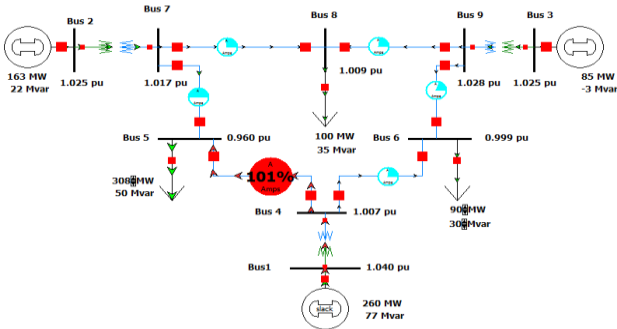 Bus 2
Bus 7
Bus 8
Bus 9
Bus 3
163 MW
22 Mvar
1.025 pu
1.017 pu
1.009 pu
1.028 pu
1.025 pu
85 MW
-3 Mvar
Bus 5
0.960 pu
100 MW
35 Mvar
Bus 6
0.999 pu
308 MW
50 Mvar
A
101%
Amps
90 MW
30 Mvar
Bus 4
1.007 pu
Bus1
1.040 pu
slack
260 MW
77 Mvar